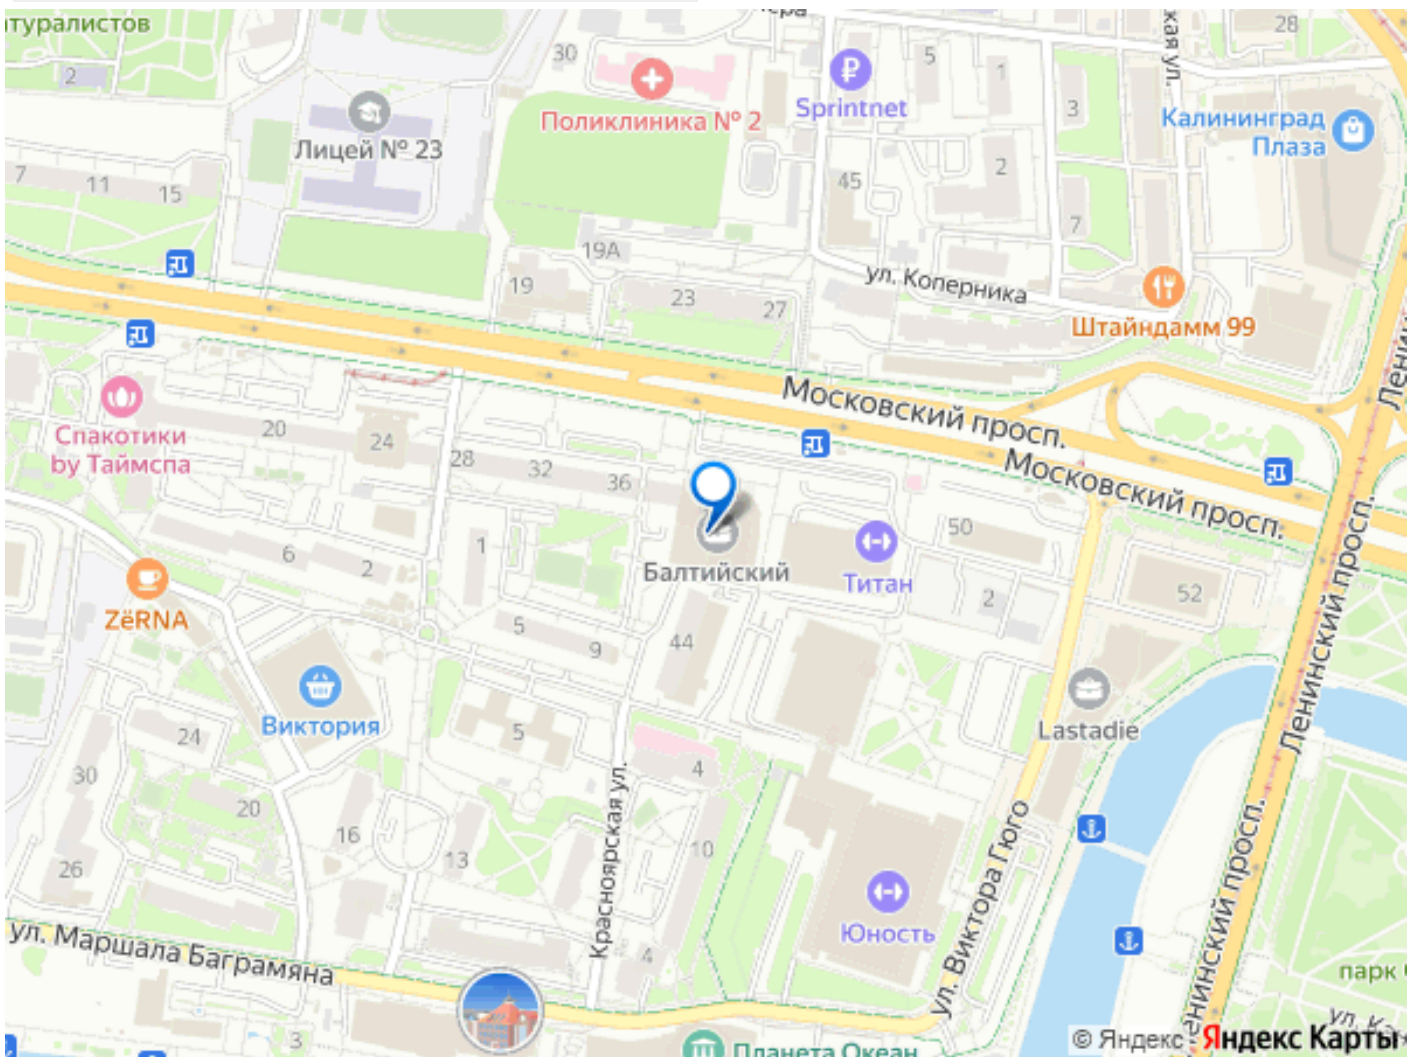 туралистов
28
жая ул.
30
5
1
2
Поликлиника № 2
Sprintnet
3
Калининград
Плаза
Лицей № 23
7
11
15
45
2
7
19А
19
23
27
ул. Коперника
Штайндамм 99
Московский просп.
Московский просп.
Ленинский просп.
Ленинский просп.
Спакотики
by Таймспа
20
24
28
32
36
50
Балтийский
Титан
2
52
6
2
1
ZёRNA
5
9
44
Виктория
24
5
Lastadie
30
20
16
13
4
10
26
Красноярская ул.
Юность
ул. Виктора Гюго
4
ул. Маршала Баграмяна
3
Планета Океан
парк
© Яндекс
Яндекс Карты